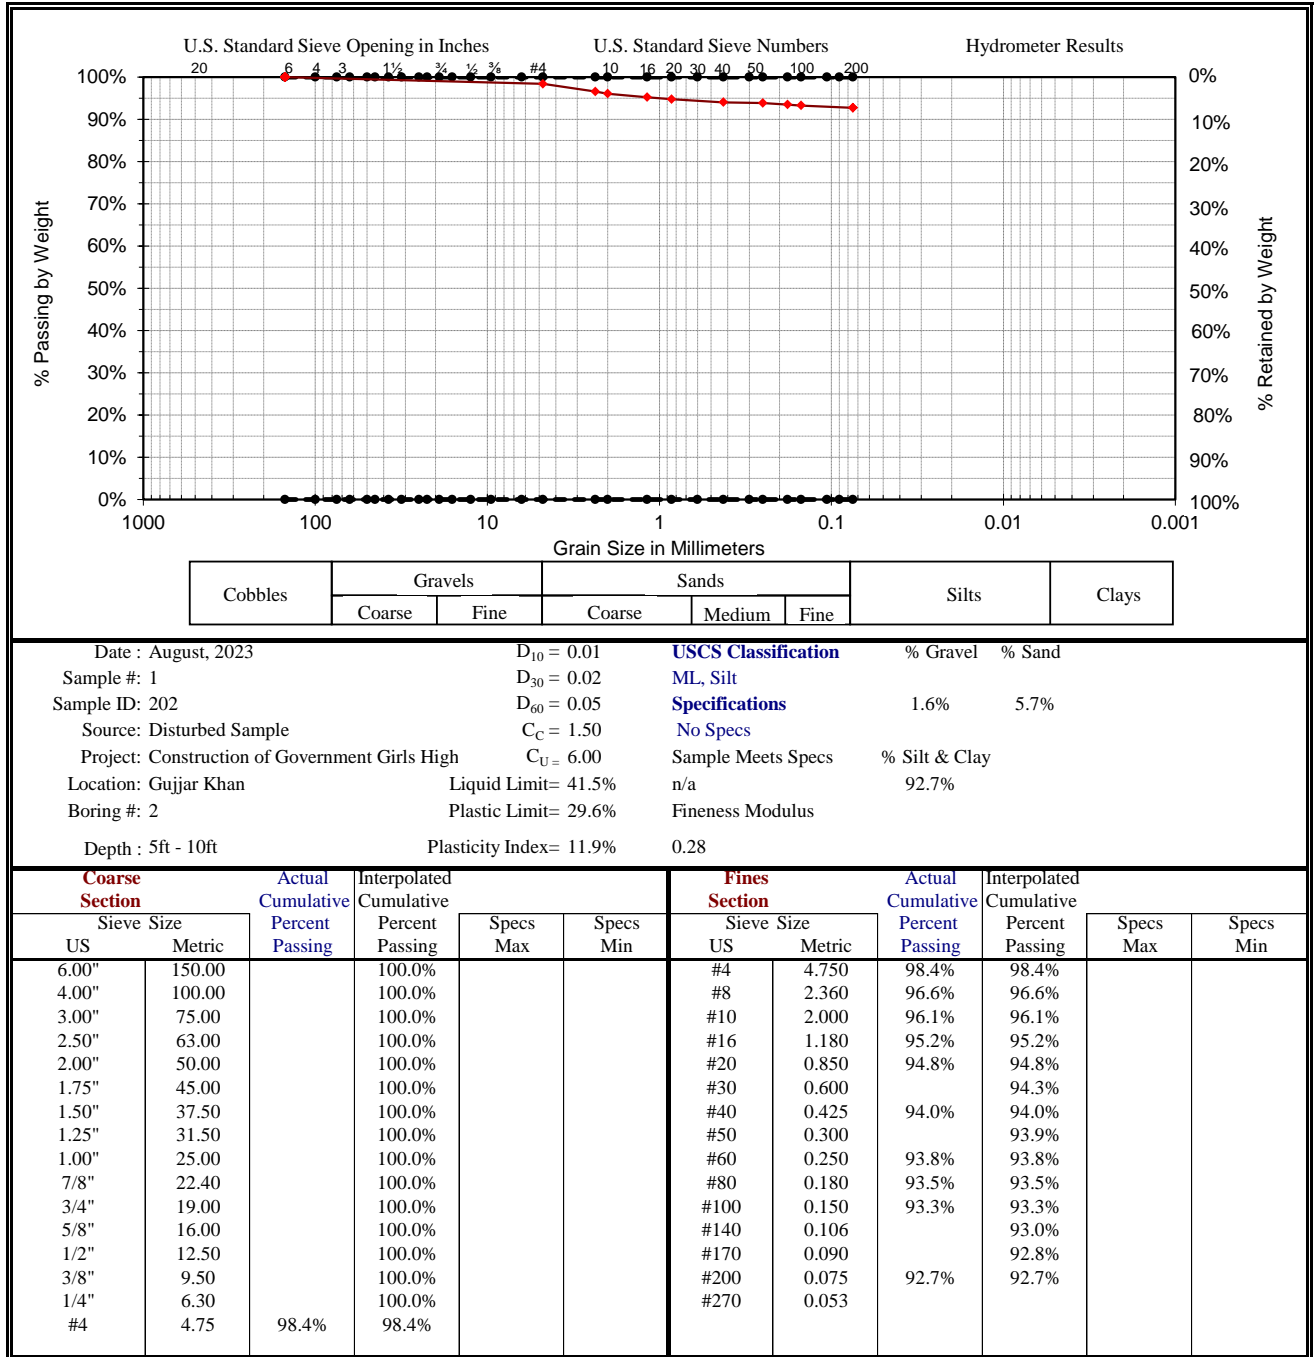 U.S. Standard Sieve Opening in Inches U.S. Standard Sieve Numbers Hydrometer Results
20 6 4 3 1½ ¾ ½ ⅜ #4 10 16 20 30 40 50 100 200
100% 0%
90% 10%
80% 20%
70% 30%
60% 40%
50% 50%
40% 60%
30% 70%
20% 80%
10% 90%
0% 100%
% Passing by Weight
% Retained by Weight
1000 100 10 1 0.1 0.01 0.001
Grain Size in Millimeters
Cobbles Gravels Sands Silts Clays
Coarse Fine Coarse Medium Fine
Date : August, 2023 D10 = 0.01 USCS Classification % Gravel % Sand
Sample #: 1 D30 = 0.02 ML, Silt
Sample ID: 202 D60 = 0.05 Specifications 1.6% 5.7%
Source: Disturbed Sample CC = 1.50 No Specs
Project: Construction of Government Girls High CU = 6.00 Sample Meets Specs % Silt & Clay
Location: Gujjar Khan Liquid Limit= 41.5% n/a 92.7%
Boring #: 2 Plastic Limit= 29.6% Fineness Modulus
Depth : 5ft - 10ft Plasticity Index= 11.9% 0.28
Coarse Actual Interpolated Fines Actual Interpolated
Section Cumulative Cumulative Section Cumulative Cumulative
Sieve Size Percent Percent Specs Specs Sieve Size Percent Percent Specs Specs
US Metric Passing Passing Max Min US Metric Passing Passing Max Min
6.00" 150.00 100.0% #4 4.750 98.4% 98.4%
4.00" 100.00 100.0% #8 2.360 96.6% 96.6%
3.00" 75.00 100.0% #10 2.000 96.1% 96.1%
2.50" 63.00 100.0% #16 1.180 95.2% 95.2%
2.00" 50.00 100.0% #20 0.850 94.8% 94.8%
1.75" 45.00 100.0% #30 0.600 94.3%
1.50" 37.50 100.0% #40 0.425 94.0% 94.0%
1.25" 31.50 100.0% #50 0.300 93.9%
1.00" 25.00 100.0% #60 0.250 93.8% 93.8%
7/8" 22.40 100.0% #80 0.180 93.5% 93.5%
3/4" 19.00 100.0% #100 0.150 93.3% 93.3%
5/8" 16.00 100.0% #140 0.106 93.0%
1/2" 12.50 100.0% #170 0.090 92.8%
3/8" 9.50 100.0% #200 0.075 92.7% 92.7%
1/4" 6.30 100.0% #270 0.053
#4 4.75 98.4% 98.4%